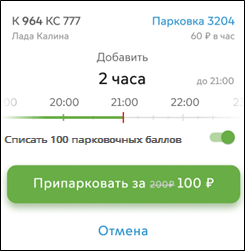 К 964 КС 777 Парковка 3204
Лада Калина 60 ₽ в час
Добавить
2 часа до 21:00
20:00 21:00 22:00
Списать 100 парковочных баллов
Припарковать за 200₽ 100 ₽
Отмена